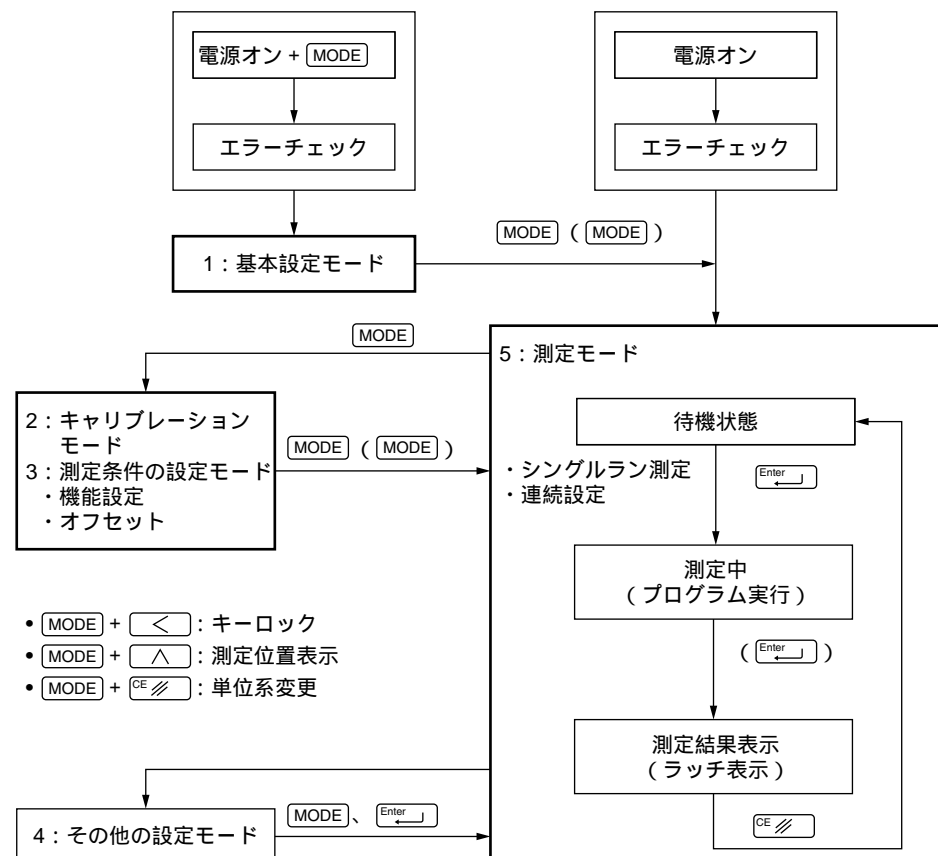 電源オン + MODE
エラーチェック
電源オン
エラーチェック
MODE ( MODE )
1 : 基本設定モード
MODE
2 : キャリブレーション
モード
3 : 測定条件の設定モード
・機能設定
・オフセット
MODE ( MODE )
5 : 測定モード
待機状態
・シングルラン測定
・連続設定
Enter
測定中
( プログラム実行 )
( Enter )
測定結果表示
( ラッチ表示 )
CE
• MODE + < : キーロック
• MODE + ∧ : 測定位置表示
• MODE + CE : 単位系変更
4 : その他の設定モード
MODE 、 Enter